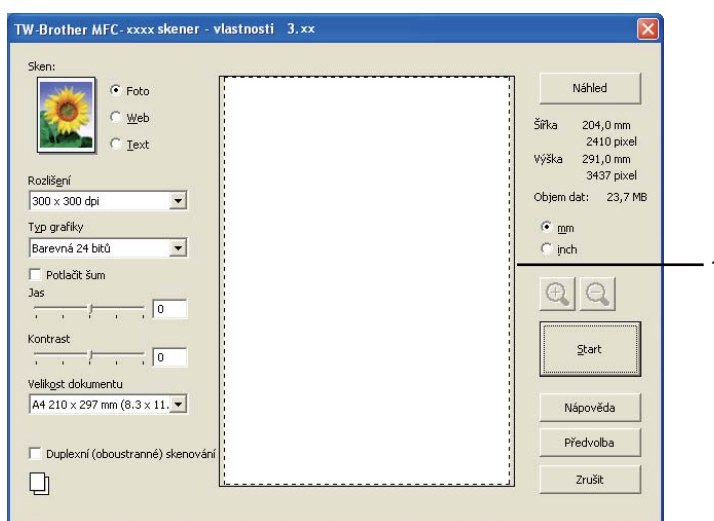 TW-Brother MFC-xxxx skener - vlastnosti 3.xx
Sken:
Foto
Web
Text
Rozlišení
300 x 300 dpi
Typ grafiky
Barevná 24 bitů
Potlačit šum
Jas
0
Kontrast
0
Velikost dokumentu
A4 210 x 297 mm (8.3 x 11.
Duplexní (oboustranné) skenování
Náhled
Šířka 204,0 mm
2410 pixel
Výška 291,0 mm
3437 pixel
Objem dat: 23,7 MB
mm
inch
Start
Nápověda
Předvolba
Zrušit